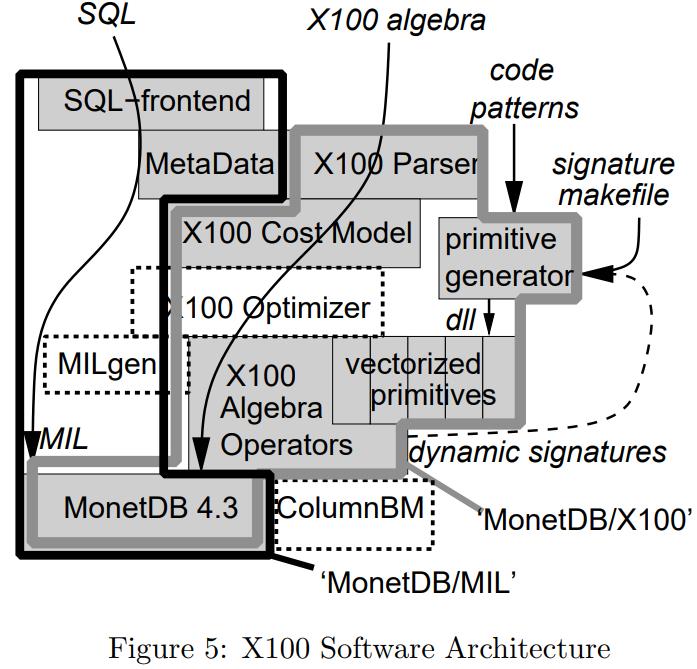 SQL
X100 algebra
code
patterns
SQL-frontend
MetaData
X100 Parser
signature
makefile
X100 Cost Model
primitive
generator
X100 Optimizer
dll
MILgen
X100
Algebra
Operators
vectorized
primitives
MIL
dynamic signatures
MonetDB 4.3
ColumnBM
‘MonetDB/X100’
‘MonetDB/MIL’
Figure 5: X100 Software Architecture